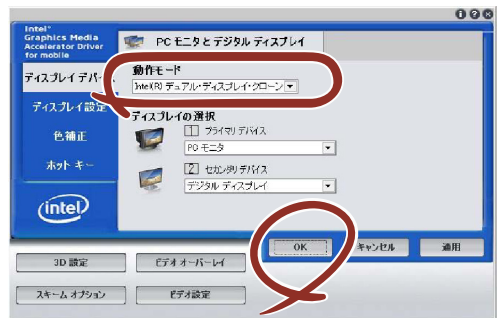 Intel®
Graphics Media
Accelerator Driver
for mobile
PC モニタとデジタル ディスプレイ
ディスプレイ デバ
動作モード
Intel(R) デュアル・ディスプレイ・クローン
ディスプレイ設定
ディスプレイの選択
1 プライマリ デバイス
PC モニタ
色補正
2 セカンダリ デバイス
デジタル ディスプレイ
ホット キー
intel
OK
キャンセル
適用
3D 設定
ビデオ オーバーレイ
スキーム オプション
ビデオ設定